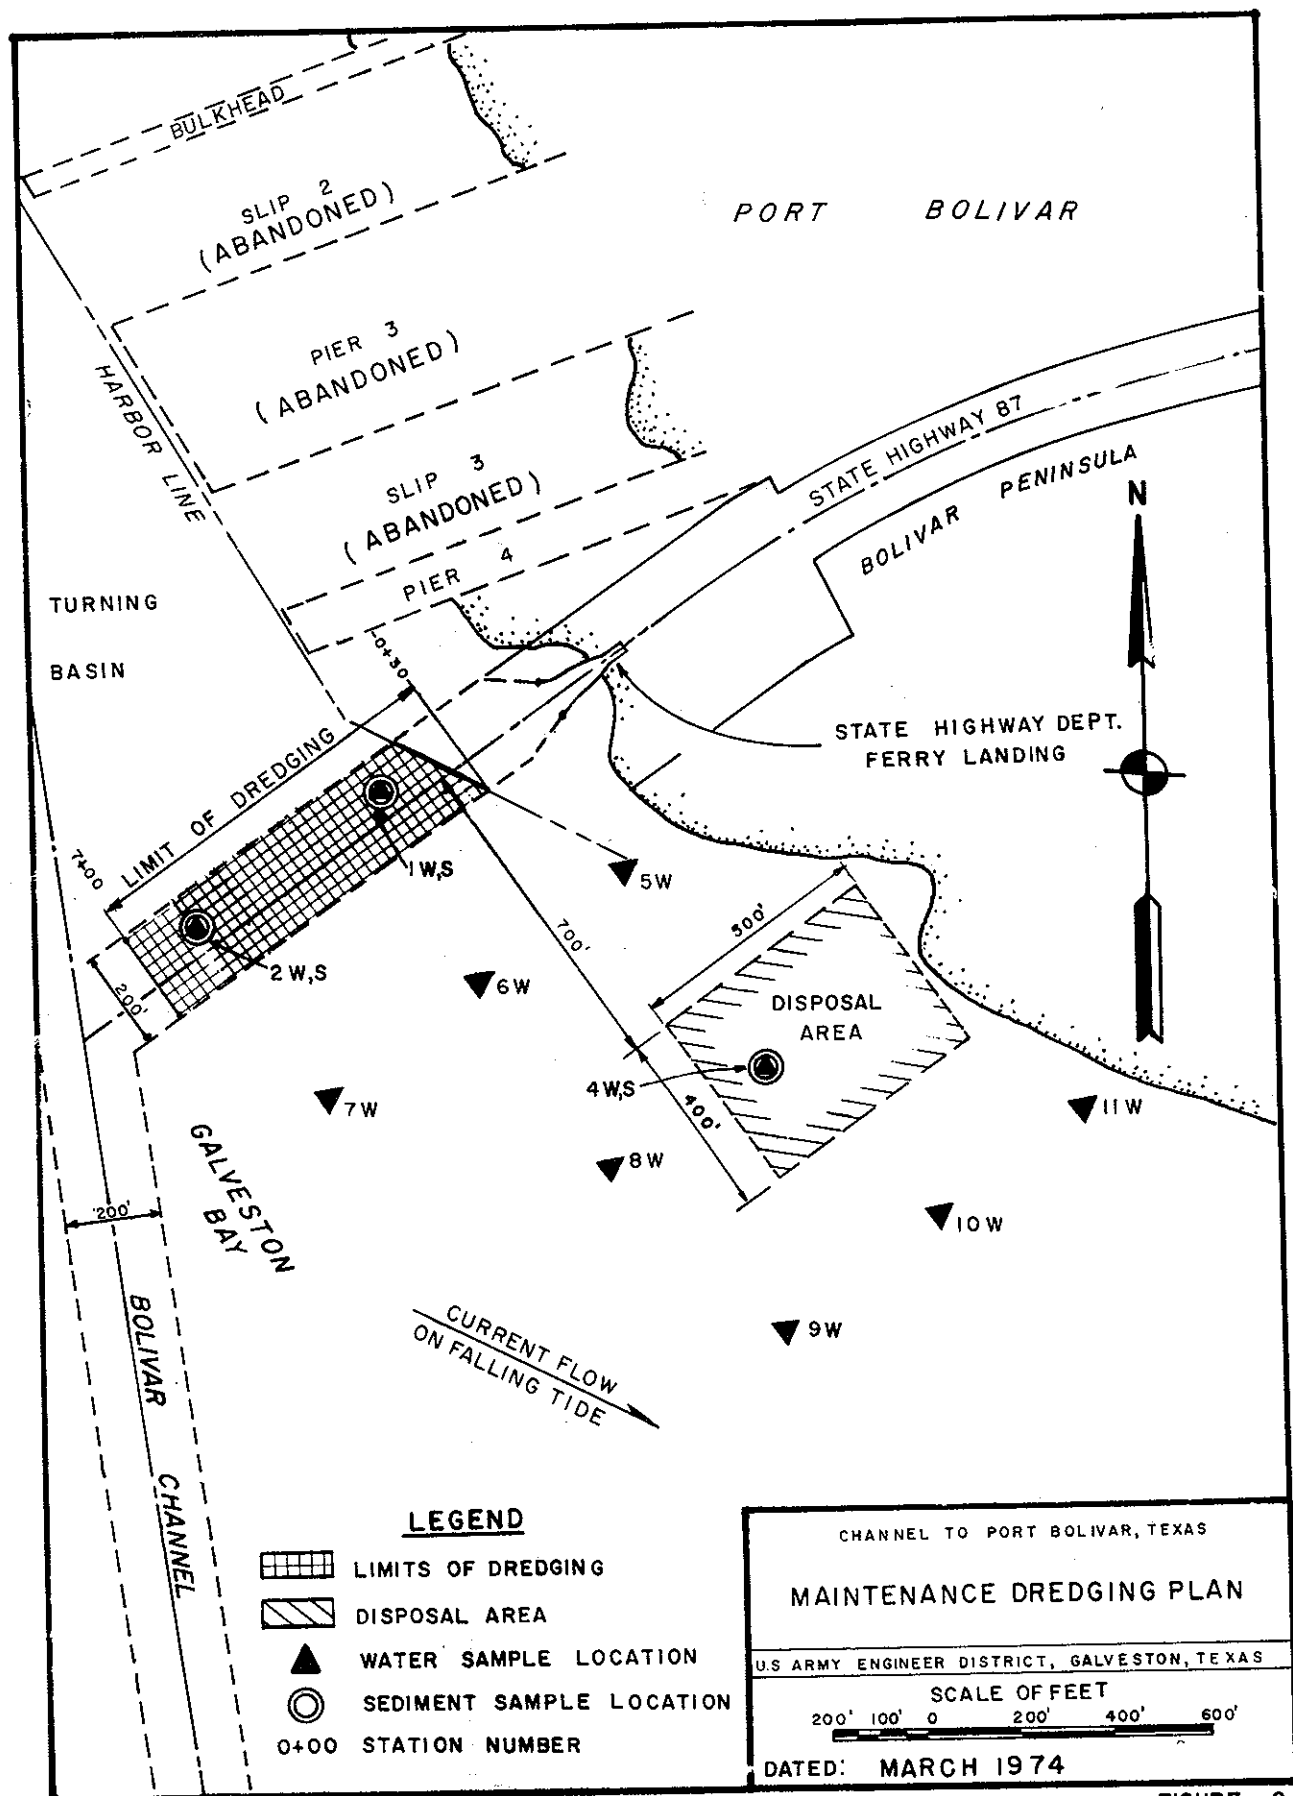 BULKHEAD
SLIP 2
(ABANDONED)
PORT BOLIVAR
PIER 3
(ABANDONED)
HARBOR LINE
STATE HIGHWAY 87
SLIP 3
(ABANDONED)
BOLIVAR PENINSULA
N
PIER 4
TURNING
BASIN
-0+30
STATE HIGHWAY DEPT.
FERRY LANDING
LIMIT OF DREDGING
7+00
1W,S
5W
700'
500'
2W,S
6W
200'
DISPOSAL
AREA
4W,S
400'
7W
11W
8W
GALVESTON
BAY
200'
10W
9W
BOLIVAR CHANNEL
CURRENT FLOW
ON FALLING TIDE
LEGEND
LIMITS OF DREDGING
DISPOSAL AREA
WATER SAMPLE LOCATION
SEDIMENT SAMPLE LOCATION
0+00 STATION NUMBER
CHANNEL TO PORT BOLIVAR, TEXAS
MAINTENANCE DREDGING PLAN
U.S ARMY ENGINEER DISTRICT, GALVESTON, TEXAS
SCALE OF FEET
200' 100' 0 200' 400' 600'
DATED: MARCH 1974